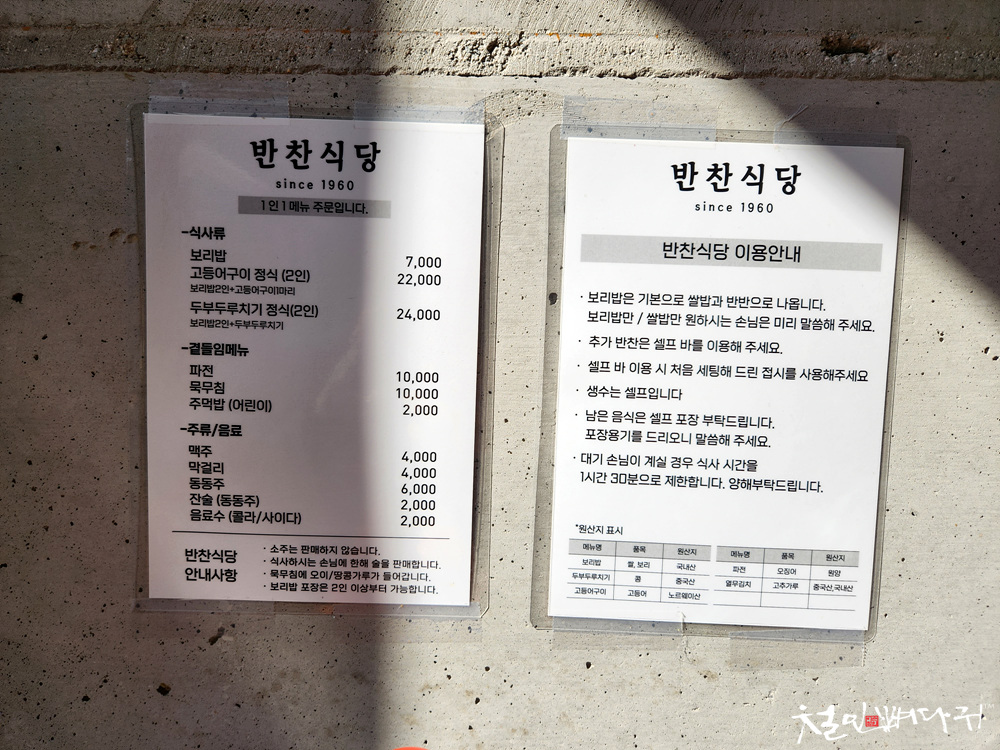 반찬식당
since 1960
1인 1메뉴 주문입니다.
-식사류
보리밥 7,000
고등어구이 정식 (2인) 22,000
보리밥2인+고등어구이1마리
두부두루치기 정식(2인) 24,000
보리밥2인+두부두루치기
-곁들임메뉴
파전 10,000
묵무침 10,000
주먹밥 (어린이) 2,000
-주류/음료
맥주 4,000
막걸리 4,000
동동주 6,000
잔술 (동동주) 2,000
음료수 (콜라/사이다) 2,000
반찬식당
안내사항
· 소주는 판매하지 않습니다.
· 식사하시는 손님에 한해 술을 판매합니다.
· 묵무침에 오이/땅콩가루가 들어갑니다.
· 보리밥 포장은 2인 이상부터 가능합니다.
반찬식당
since 1960
반찬식당 이용안내
· 보리밥은 기본으로 쌀밥과 반반으로 나옵니다.
보리밥만 / 쌀밥만 원하시는 손님은 미리 말씀해 주세요.
· 추가 반찬은 셀프 바를 이용해 주세요.
· 셀프 바 이용 시 처음 세팅해 드린 접시를 사용해주세요
· 생수는 셀프입니다
· 남은 음식은 셀프 포장 부탁드립니다.
포장용기를 드리오니 말씀해 주세요.
· 대기 손님이 계실 경우 식사 시간을
1시간 30분으로 제한합니다. 양해부탁드립니다.
*원산지 표시
메뉴명 품목 원산지
보리밥 쌀, 보리 국내산
두부두루치기 콩 중국산
고등어구이 고등어 노르웨이산
메뉴명 품목 원산지
파전 오징어 원양
열무김치 고추가루 중국산,국내산
철민뼈다귀